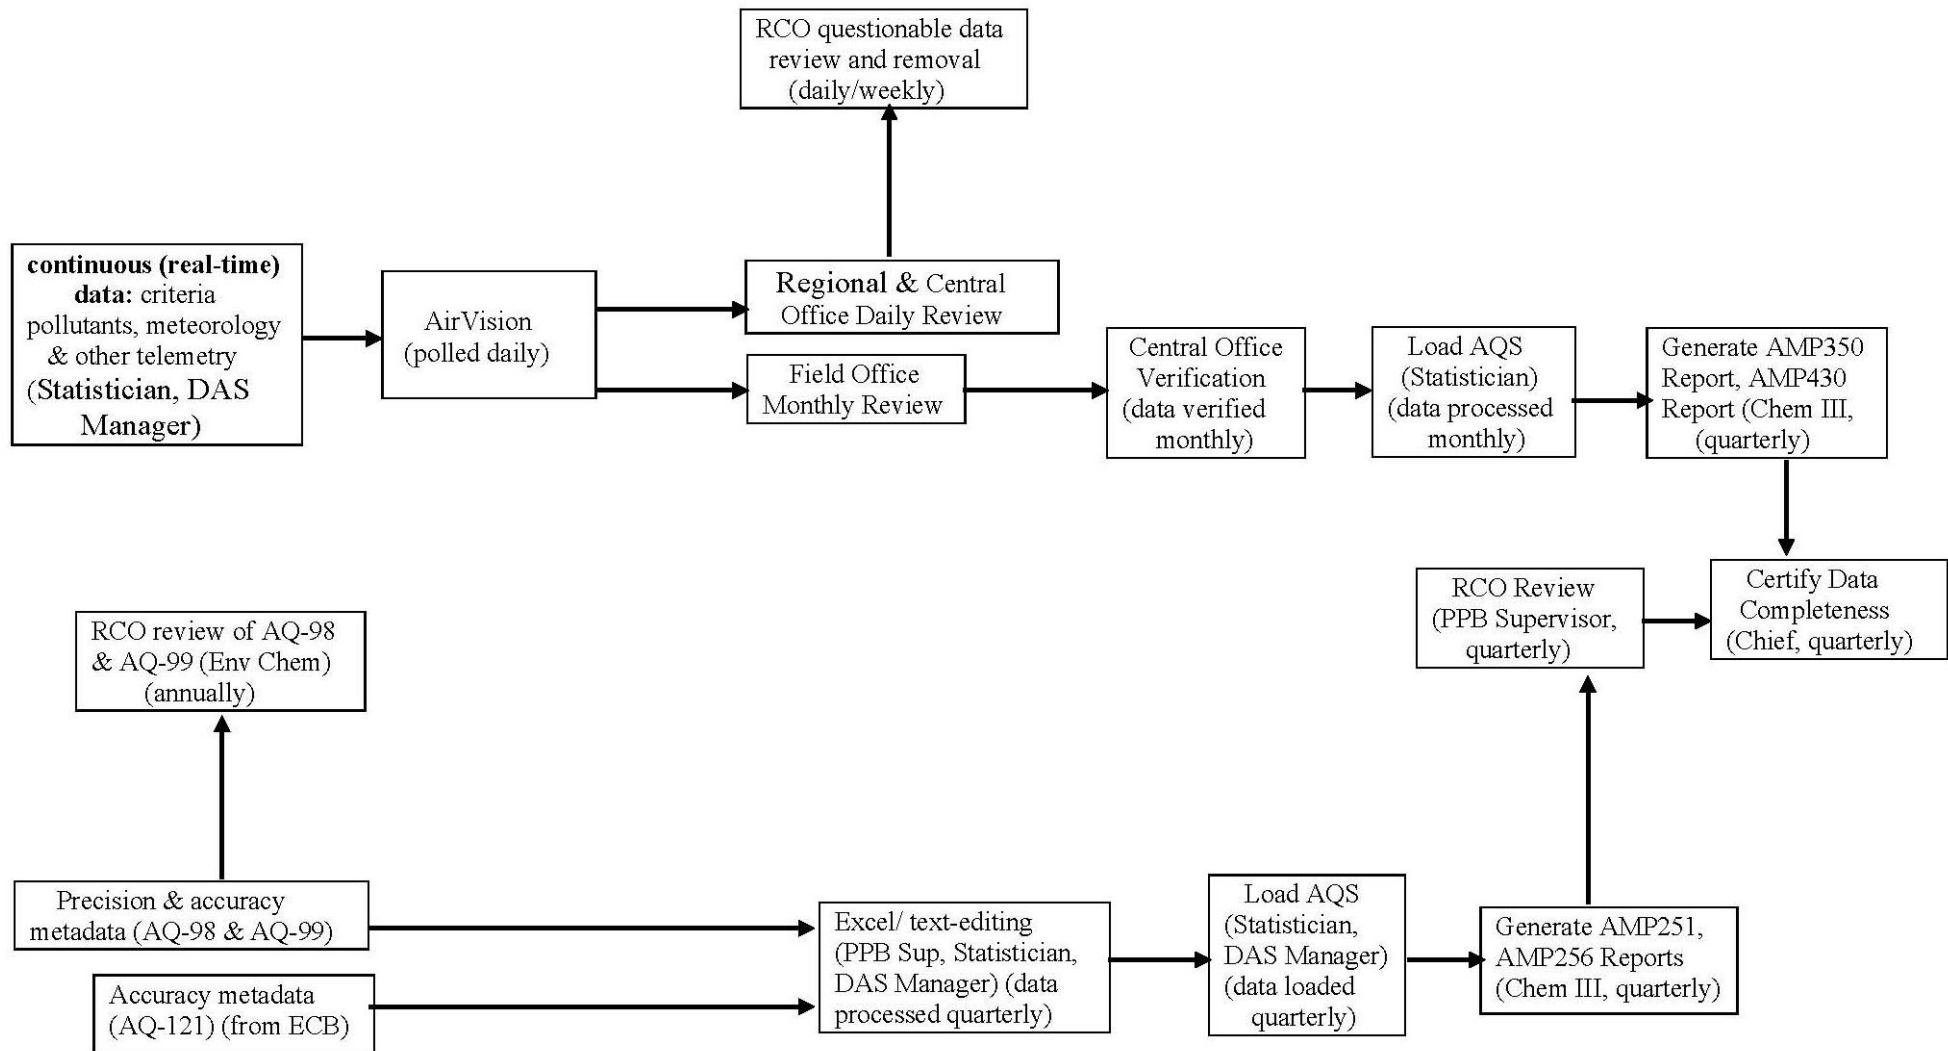 RCO questionable data
review and removal
(daily/weekly)
continuous (real-time)
data: criteria
pollutants, meteorology
& other telemetry
(Statistician, DAS
Manager)
AirVision
(polled daily)
Regional & Central
Office Daily Review
Field Office
Monthly Review
Central Office
Verification
(data verified
monthly)
Load AQS
(Statistician)
(data processed
monthly)
Generate AMP350
Report, AMP430
Report (Chem III,
(quarterly)
RCO Review
(PPB Supervisor,
quarterly)
Certify Data
Completeness
(Chief, quarterly)
RCO review of AQ-98
& AQ-99 (Env Chem)
(annually)
Precision & accuracy
metadata (AQ-98 & AQ-99)
Accuracy metadata
(AQ-121) (from ECB)
Excel/ text-editing
(PPB Sup, Statistician,
DAS Manager) (data
processed quarterly)
Load AQS
(Statistician,
DAS Manager)
(data loaded
quarterly)
Generate AMP251,
AMP256 Reports
(Chem III, quarterly)